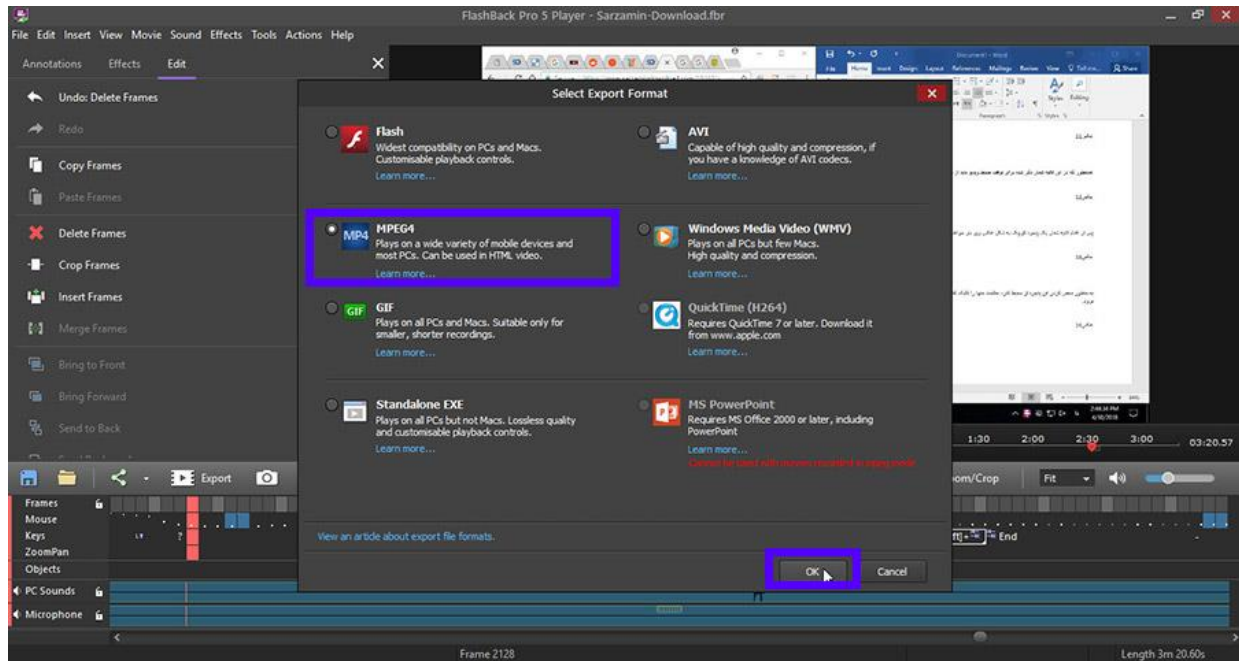 FlashBack Pro 5 Player - Sarzamin-Download.fbr
File Edit Insert View Movie Sound Effects Tools Actions Help
Annotations Effects Edit
Undo: Delete Frames
Redo
Copy Frames
Paste Frames
Delete Frames
Crop Frames
Insert Frames
Merge Frames
Bring to Front
Bring Forward
Send to Back
Select Export Format
Flash
Widest compatibility on PCs and Macs.
Customisable playback controls.
Learn more...
AVI
Capable of high quality and compression, if
you have a knowledge of AVI codecs.
Learn more...
MP4
MPEG4
Plays on a wide variety of mobile devices and
most PCs. Can be used in HTML video.
Learn more...
Windows Media Video (WMV)
Plays on all PCs but few Macs.
High quality and compression.
Learn more...
GIF
GIF
Plays on all PCs and Macs. Suitable only for
smaller, shorter recordings.
Learn more...
QuickTime (H264)
Requires QuickTime 7 or later. Download it
from www.apple.com
Learn more...
Standalone EXE
Plays on all PCs but not Macs. Lossless quality
and customisable playback controls.
Learn more...
MS PowerPoint
Requires MS Office 2000 or later, including
PowerPoint
Learn more...
View an article about export file formats.
OK Cancel
1:30 2:00 2:30 3:00 03:20.57
Export
om/Crop Fit
Frames
Mouse
Keys
ZoomPan
Objects
PC Sounds
Microphone
End
Frame 2128
Length 3m 20.60s